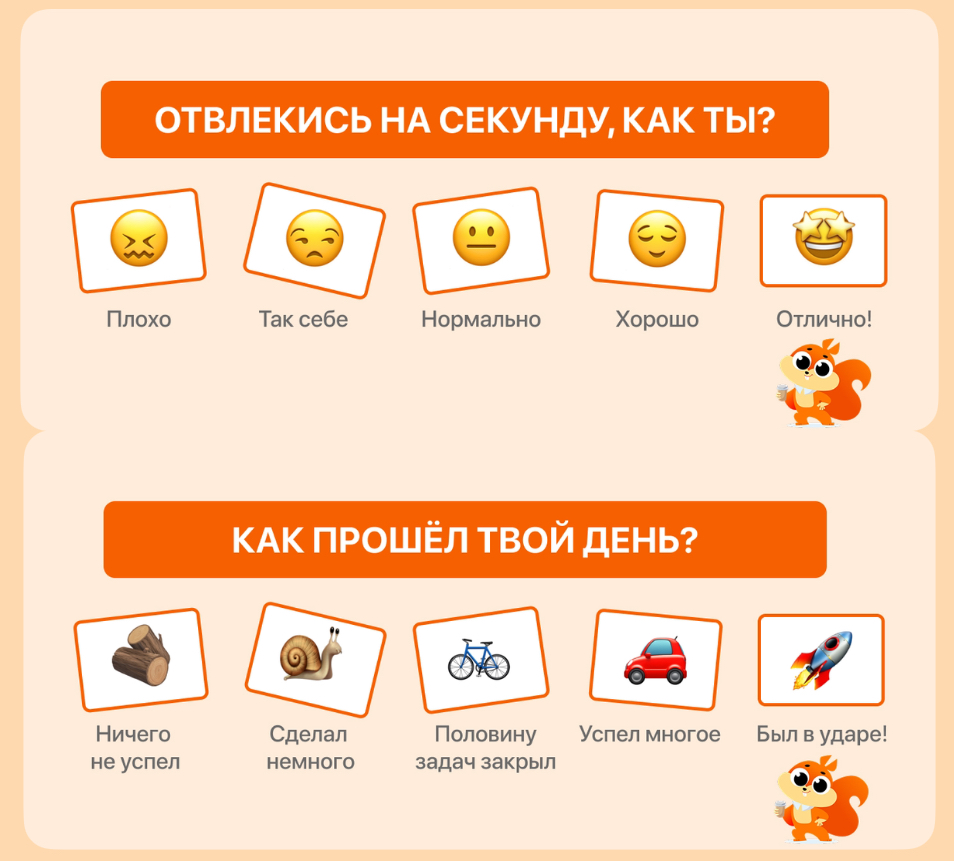 ОТВЛЕКИСЬ НА СЕКУНДУ, КАК ТЫ?
Плохо
Так себе
Нормально
Хорошо
Отлично!
КАК ПРОШЁЛ ТВОЙ ДЕНЬ?
Ничего
не успел
Сделал
немного
Половину
задач закрыл
Успел многое
Был в ударе!